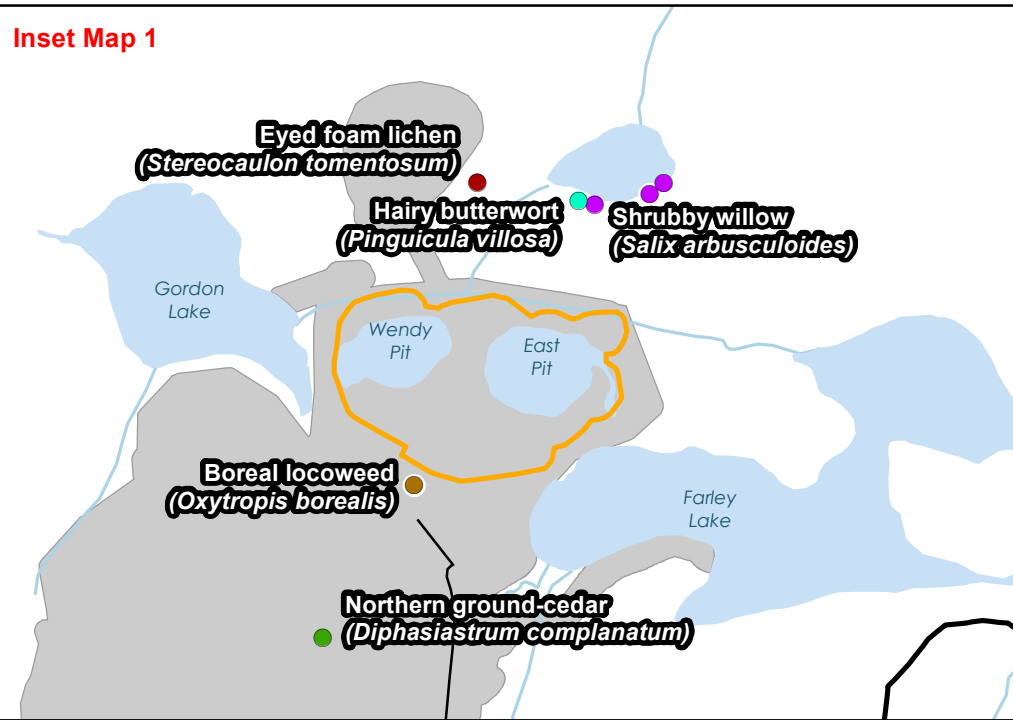 Inset Map 1
Eyed foam lichen
(Stereocaulon tomentosum)
Hairy butterwort
(Pinguicula villosa)
Shrubby willow
(Salix arbusculoides)
Gordon
Lake
Wendy
Pit
East
Pit
Boreal locoweed
(Oxytropis borealis)
Farley
Lake
Northern ground-cedar
(Diphasiastrum complanatum)